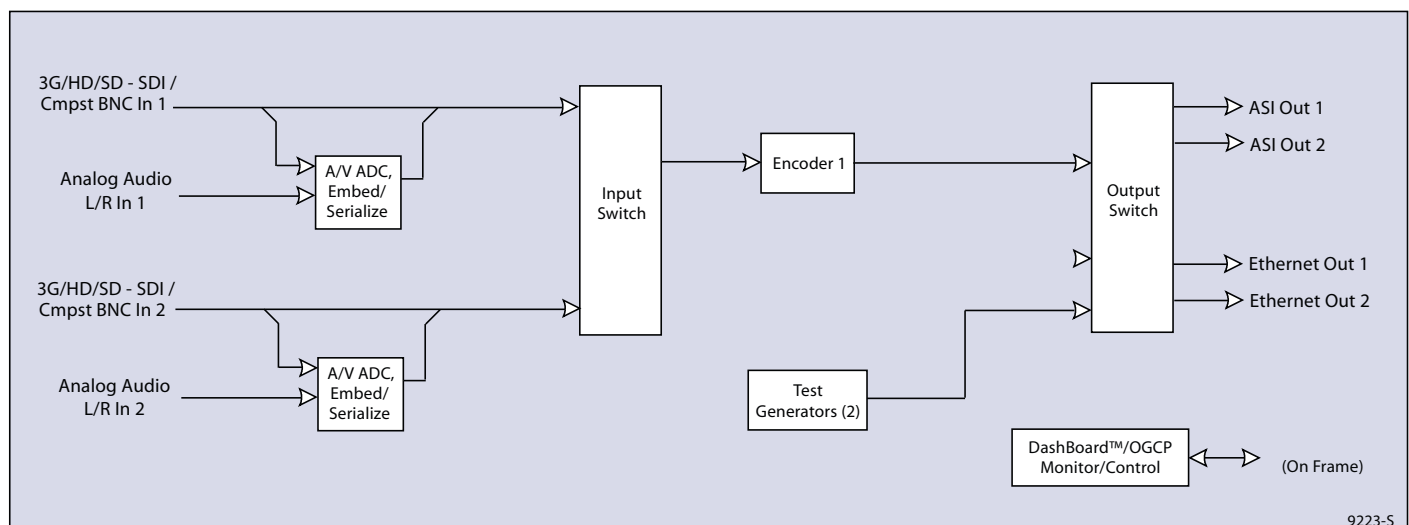 3G/HD/SD - SDI /
Cmpst BNC In 1
Analog Audio
L/R In 1
A/V ADC,
Embed/
Serialize
3G/HD/SD - SDI /
Cmpst BNC In 2
Analog Audio
L/R In 2
A/V ADC,
Embed/
Serialize
Input
Switch
Encoder 1
Test
Generators (2)
Output
Switch
ASI Out 1
ASI Out 2
Ethernet Out 1
Ethernet Out 2
DashBoard™/OGCP
Monitor/Control
(On Frame)
9223-S